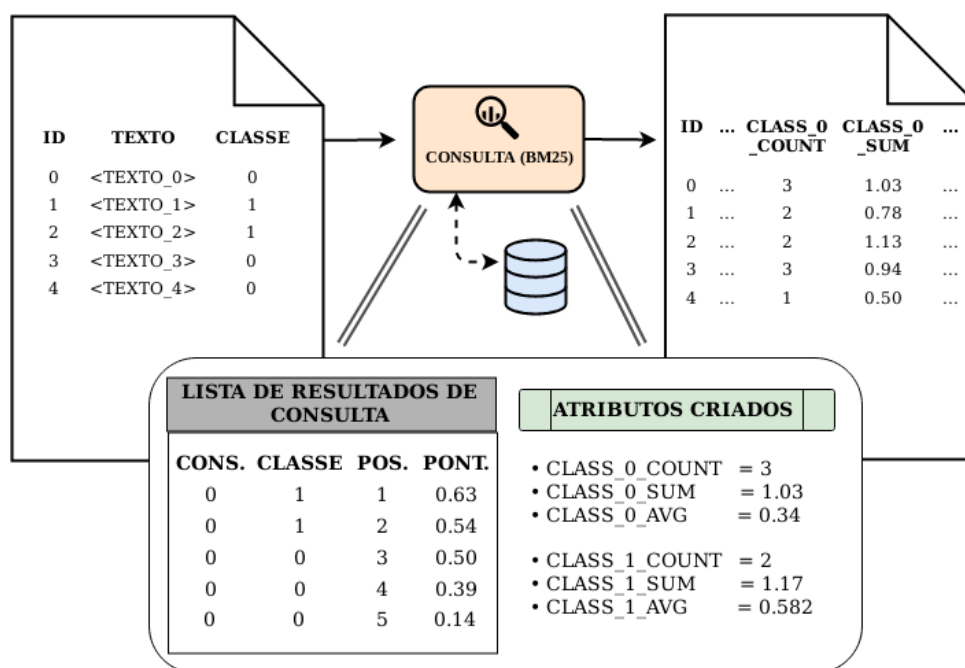 ID TEXTO CLASSE
0 <TEXTO_0> 0
1 <TEXTO_1> 1
2 <TEXTO_2> 1
3 <TEXTO_3> 0
4 <TEXTO_4> 0
CONSULTA (BM25)
ID ... CLASS_0 CLASS_0 ...
_COUNT _SUM
0 ... 3 1.03 ...
1 ... 2 0.78 ...
2 ... 2 1.13 ...
3 ... 3 0.94 ...
4 ... 1 0.50 ...
LISTA DE RESULTADOS DE
CONSULTA
CONS. CLASSE POS. PONT.
0 1 1 0.63
0 1 2 0.54
0 0 3 0.50
0 0 4 0.39
0 0 5 0.14
ATRIBUTOS CRIADOS
• CLASS_0_COUNT = 3
• CLASS_0_SUM = 1.03
• CLASS_0_AVG = 0.34
• CLASS_1_COUNT = 2
• CLASS_1_SUM = 1.17
• CLASS_1_AVG = 0.582